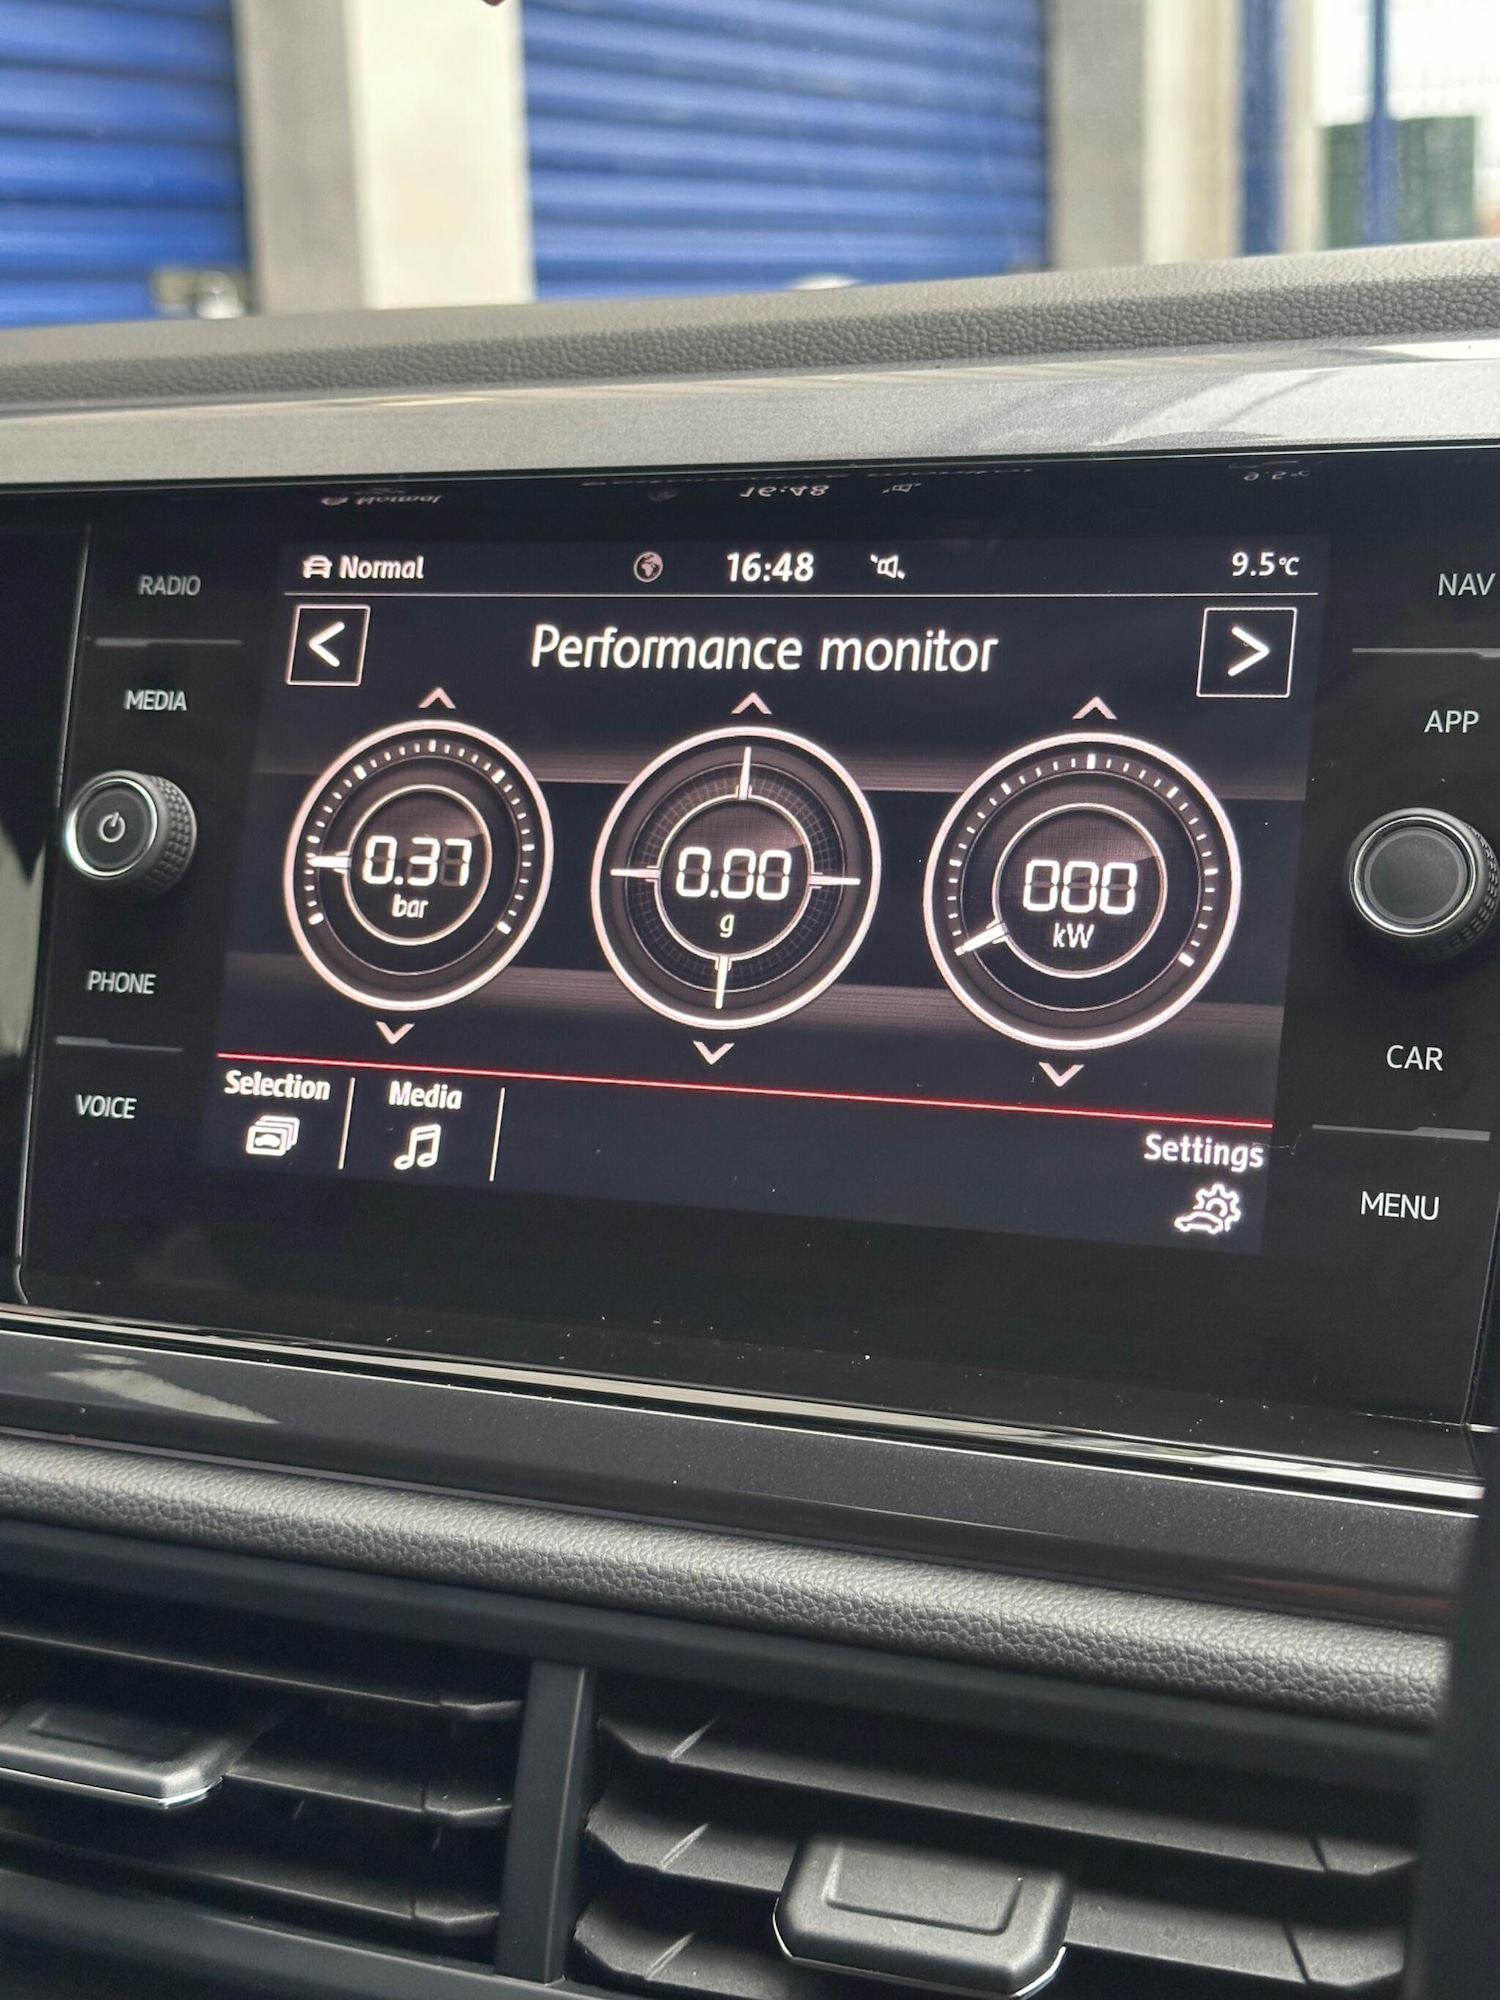 RADIO
MEDIA
PHONE
VOICE
Normal
16:48
9.5°C
Performance monitor
0.37
bar
0.00
g
000
kW
Selection
Media
Settings
NAV
APP
CAR
MENU